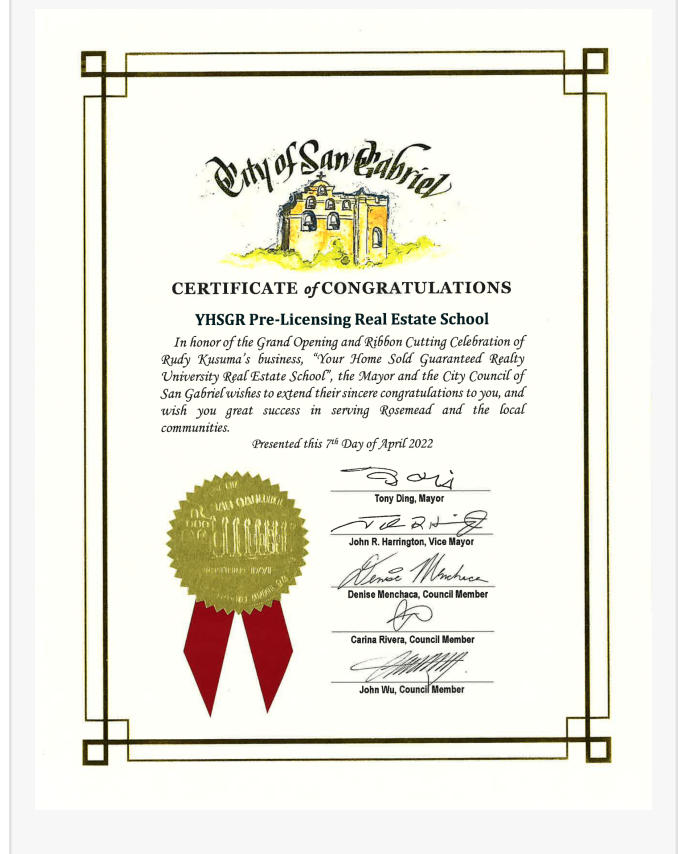 City of San Gabriel
CERTIFICATE of CONGRATULATIONS
YHSGR Pre-Licensing Real Estate School
In honor of the Grand Opening and Ribbon Cutting Celebration of
Rudy Kusuma's business, "Your Home Sold Guaranteed Realty
University Real Estate School", the Mayor and the City Council of
San Gabriel wishes to extend their sincere congratulations to you, and
wish you great success in serving Rosemead and the local
communities.
Presented this 7th Day of April 2022
Tony Ding, Mayor
John R. Harrington, Vice Mayor
Denise Menchaca
Denise Menchaca, Council Member
Carina Rivera, Council Member
John Wu, Council Member